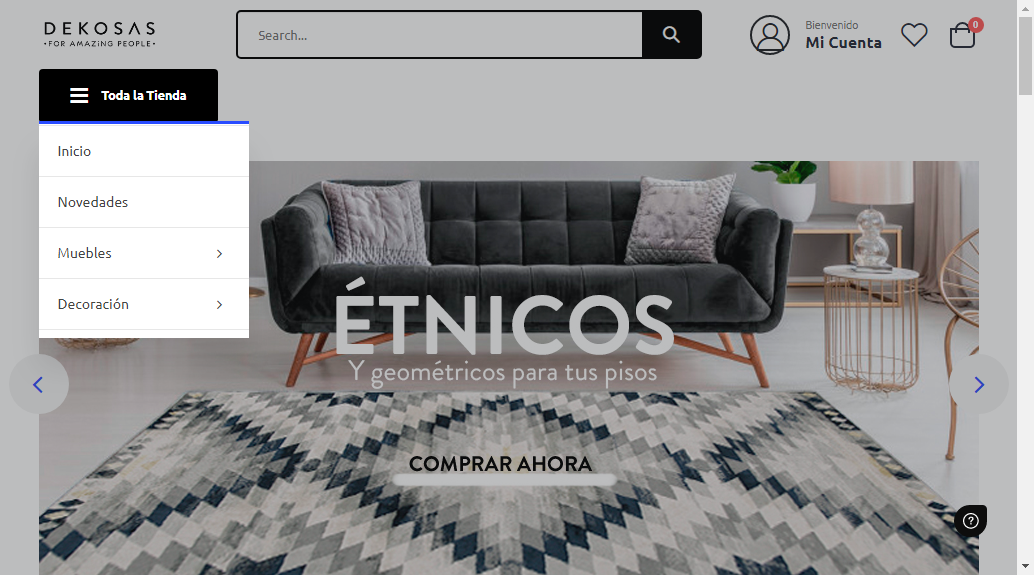 DEKOSAS
•FOR AMAZING PEOPLE•
Search...
Bienvenido
Mi Cuenta
0
Toda la Tienda
Inicio
Novedades
Muebles
Decoración
ÉTNICOS
Y geométricos para tus pisos
COMPRAR AHORA
?